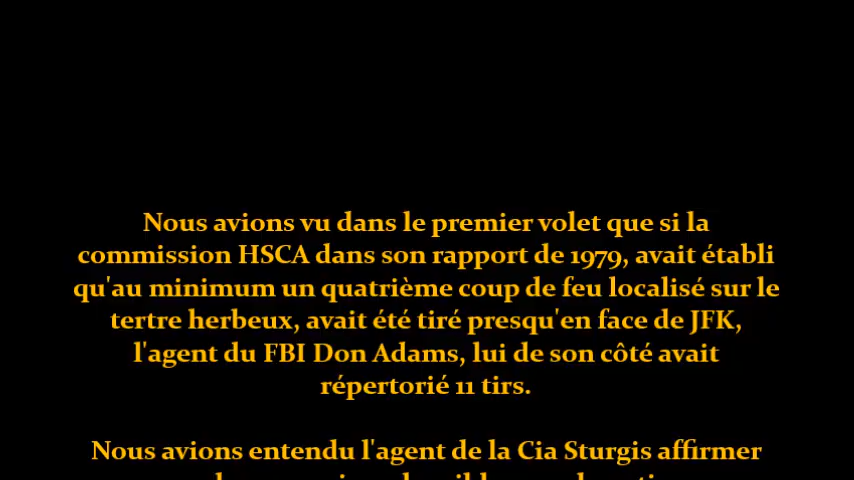 Nous avions vu dans le premier volet que si la
commission HSCA dans son rapport de 1979, avait établi
qu'au minimum un quatrième coup de feu localisé sur le
tertre herbeux, avait été tiré presqu'en face de JFK,
l'agent du FBI Don Adams, lui de son côté avait
répertorié 11 tirs.
Nous avions entendu l'agent de la Cia Sturgis affirmer